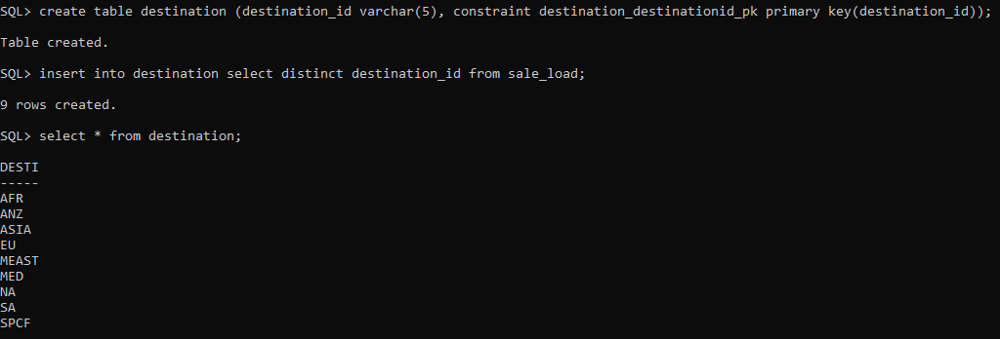 SQL> create table destination (destination_id varchar(5), constraint destination_destinationid_pk primary key(destination_id));
Table created.
SQL> insert into destination select distinct destination_id from sale_load;
9 rows created.
SQL> select * from destination;
DESTI
-----
AFR
ANZ
ASIA
EU
MEAST
MED
NA
SA
SPCF